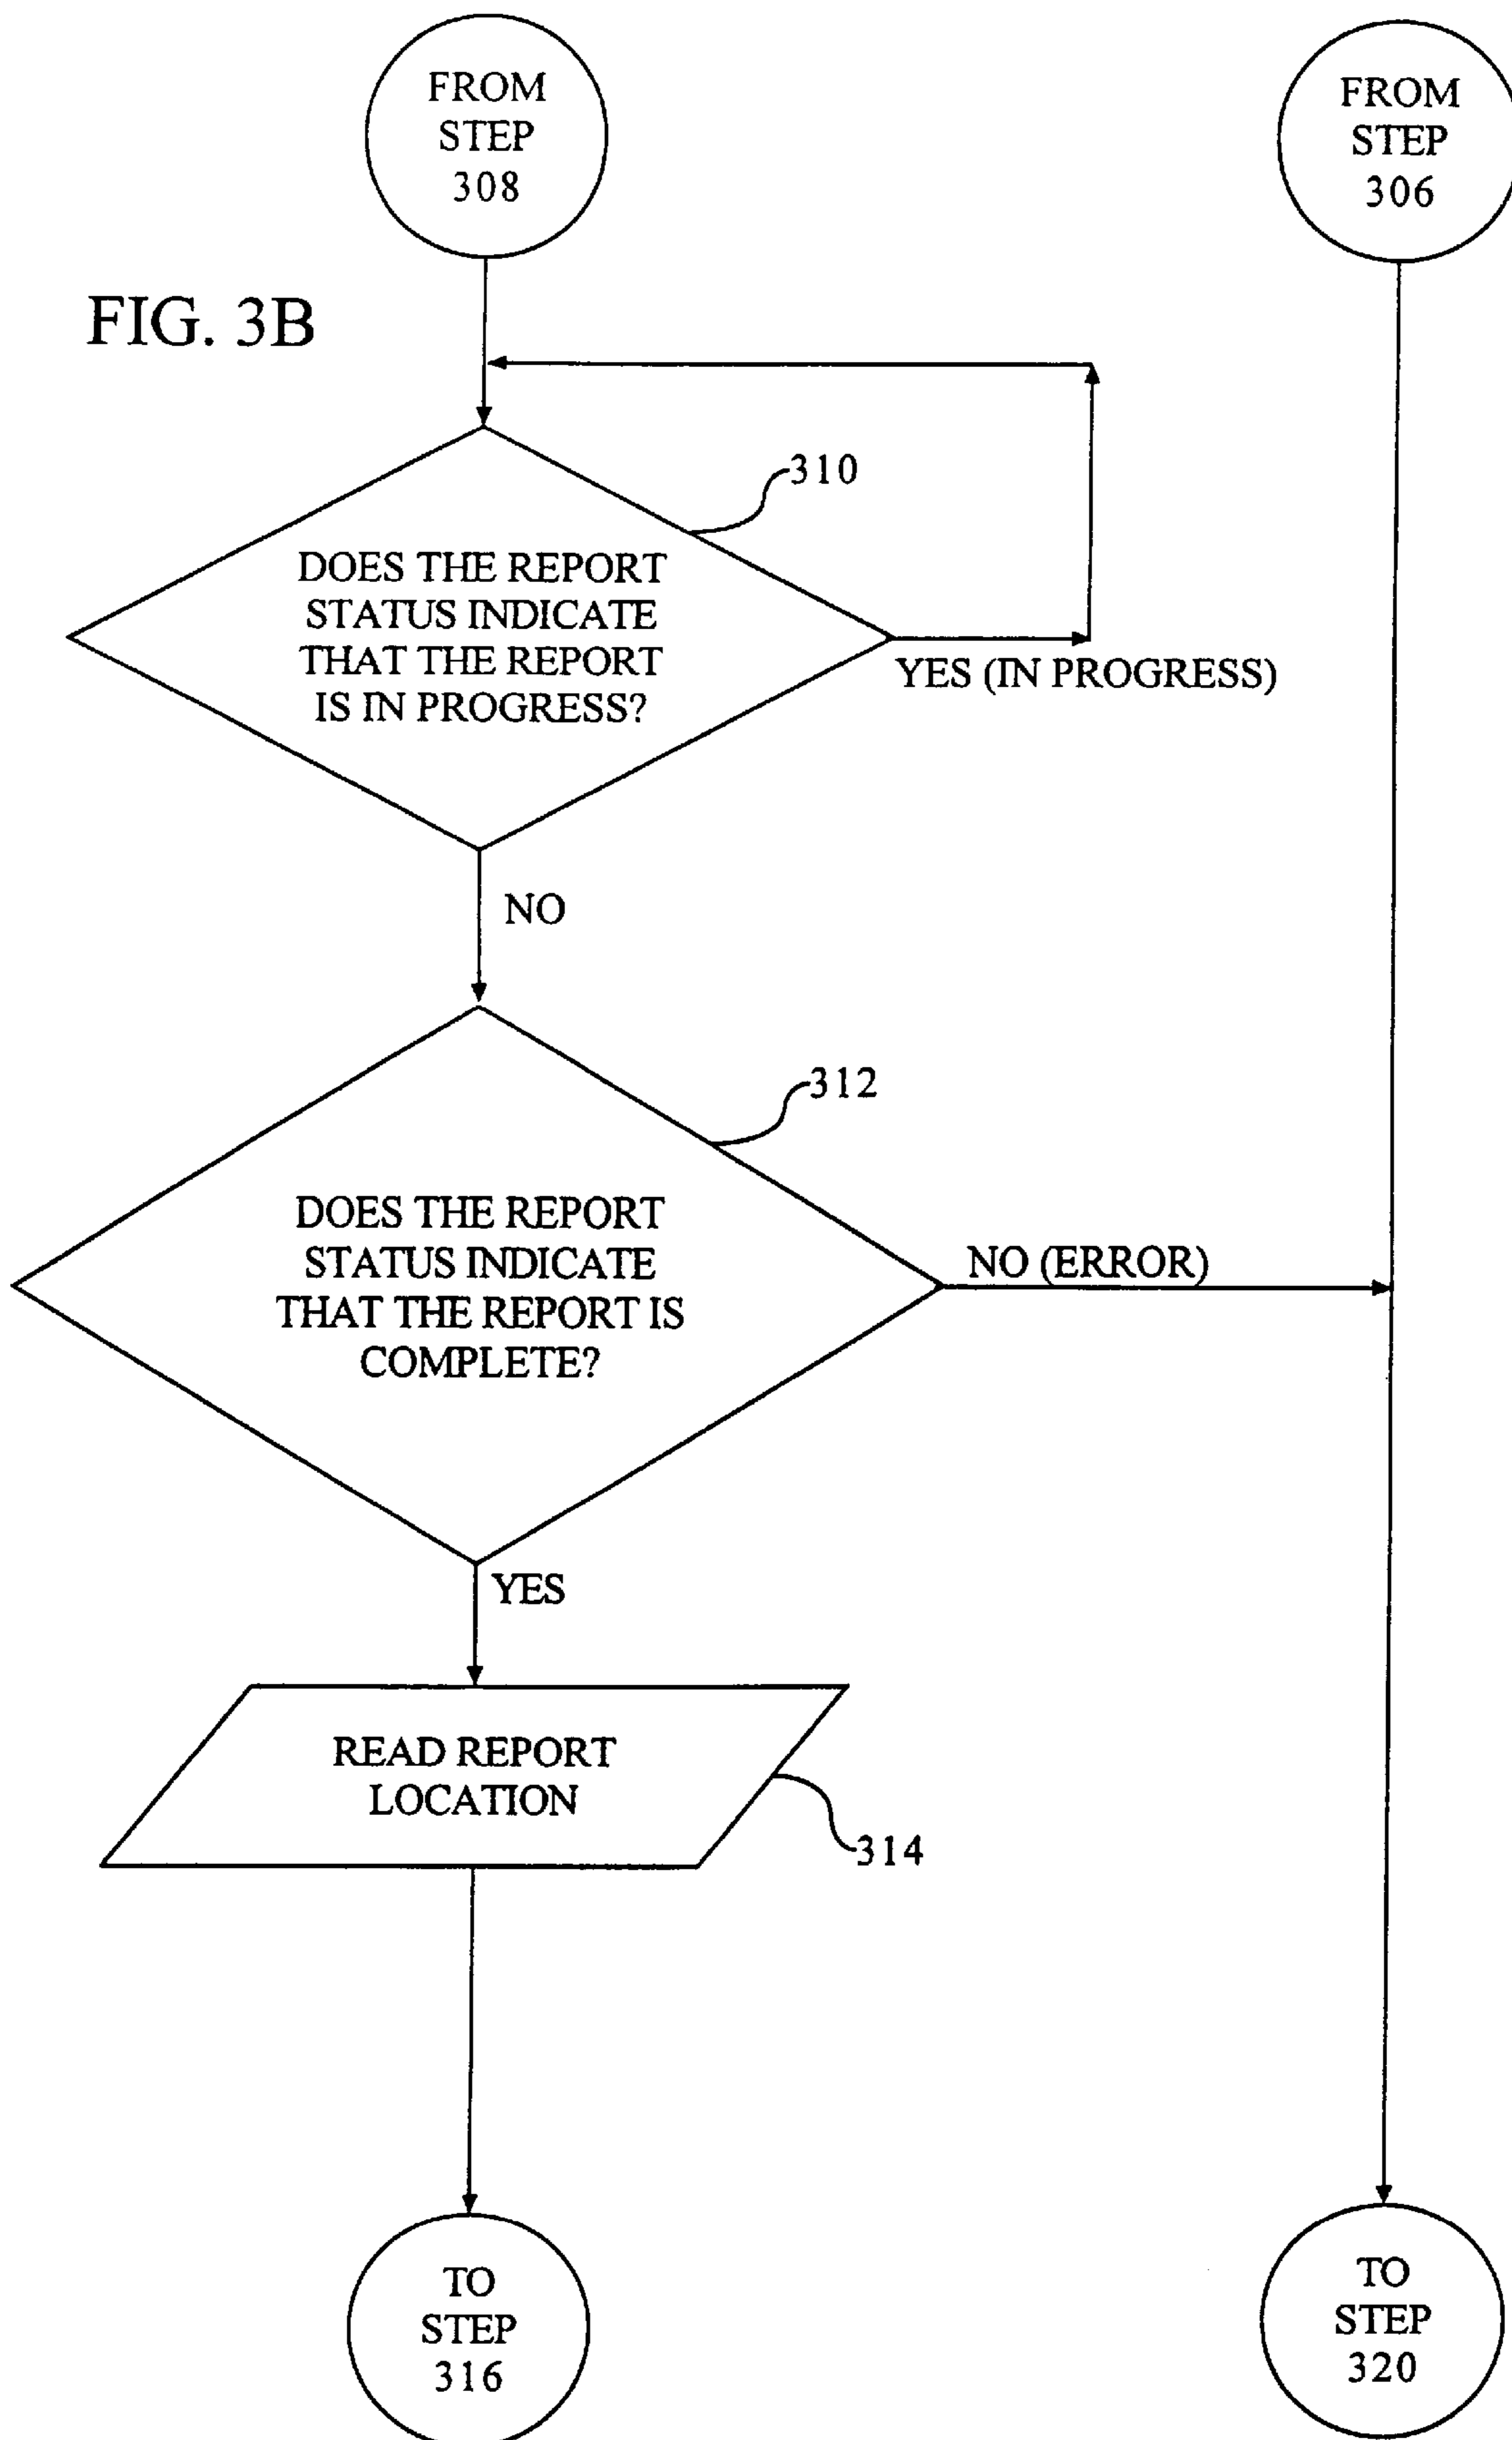 FROM
STEP
308
FROM
STEP
306
FIG. 3B
310
DOES THE REPORT
STATUS INDICATE
THAT THE REPORT
IS IN PROGRESS?
YES (IN PROGRESS)
NO
312
DOES THE REPORT
STATUS INDICATE
THAT THE REPORT IS
COMPLETE?
NO (ERROR)
YES
READ REPORT
LOCATION
314
TO
STEP
316
TO
STEP
320